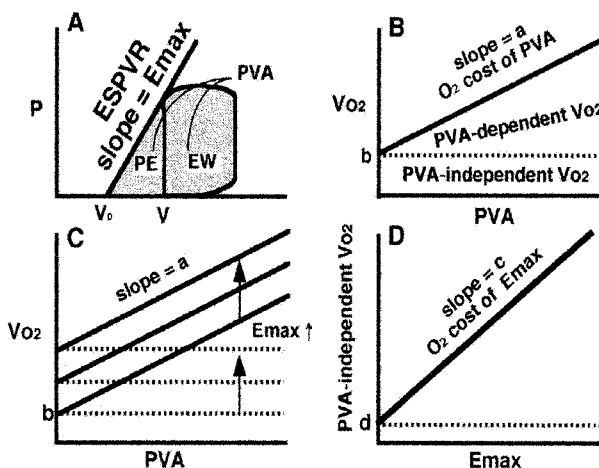 A
P
ESPVR
slope = Emax
PVA
PE
EW
V₀
V
B
slope = a
O₂ cost of PVA
Vo₂
PVA-dependent Vo₂
b
PVA-independent Vo₂
PVA
C
slope = a
Vo₂
Emax ↑
b
PVA
D
PVA-independent Vo₂
slope = c
O₂ cost of Emax
d
Emax